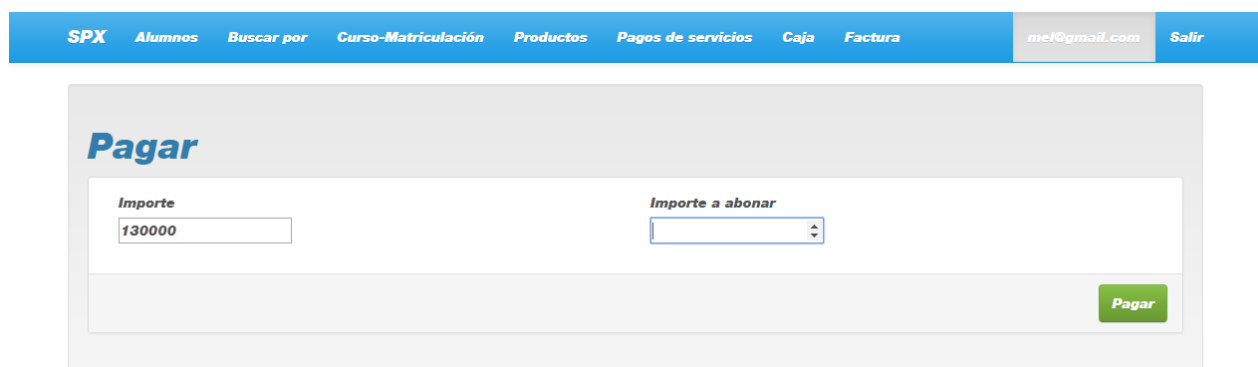 SPX Alumnos Buscar por Curso-Matriculación Productos Pagos de servicios Caja Factura mel@gmail.com Salir
Pagar
Importe Importe a abonar
130000
Pagar